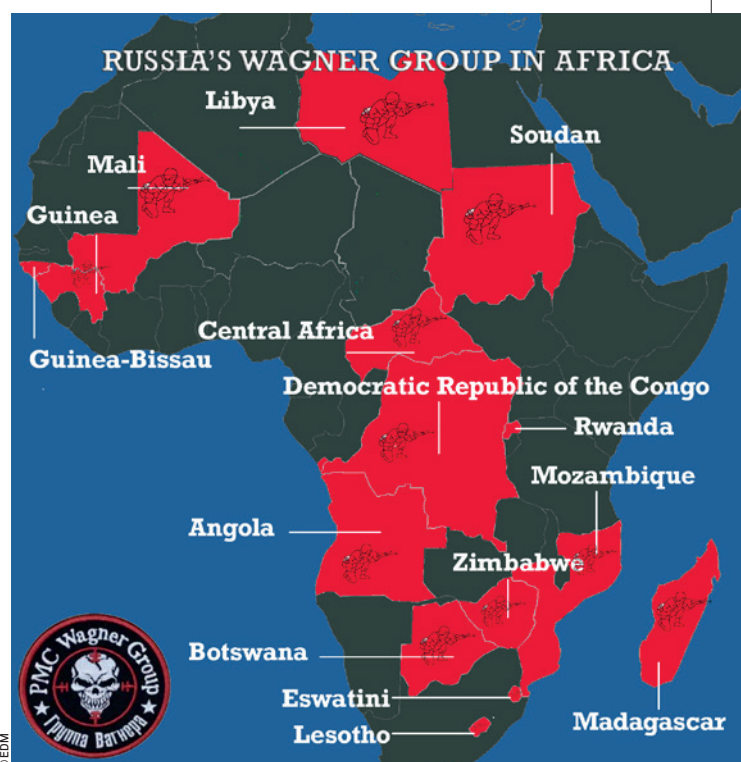 RUSSIA'S WAGNER GROUP IN AFRICA
Libya
Soudan
Mali
Guinea
Central Africa
Guinea-Bissau
Democratic Republic of the Congo
Rwanda
Mozambique
Angola
Zimbabwe
Botswana
Eswatini
Lesotho
Madagascar
PMC Wagner Group
Группа Вагнера
EDM